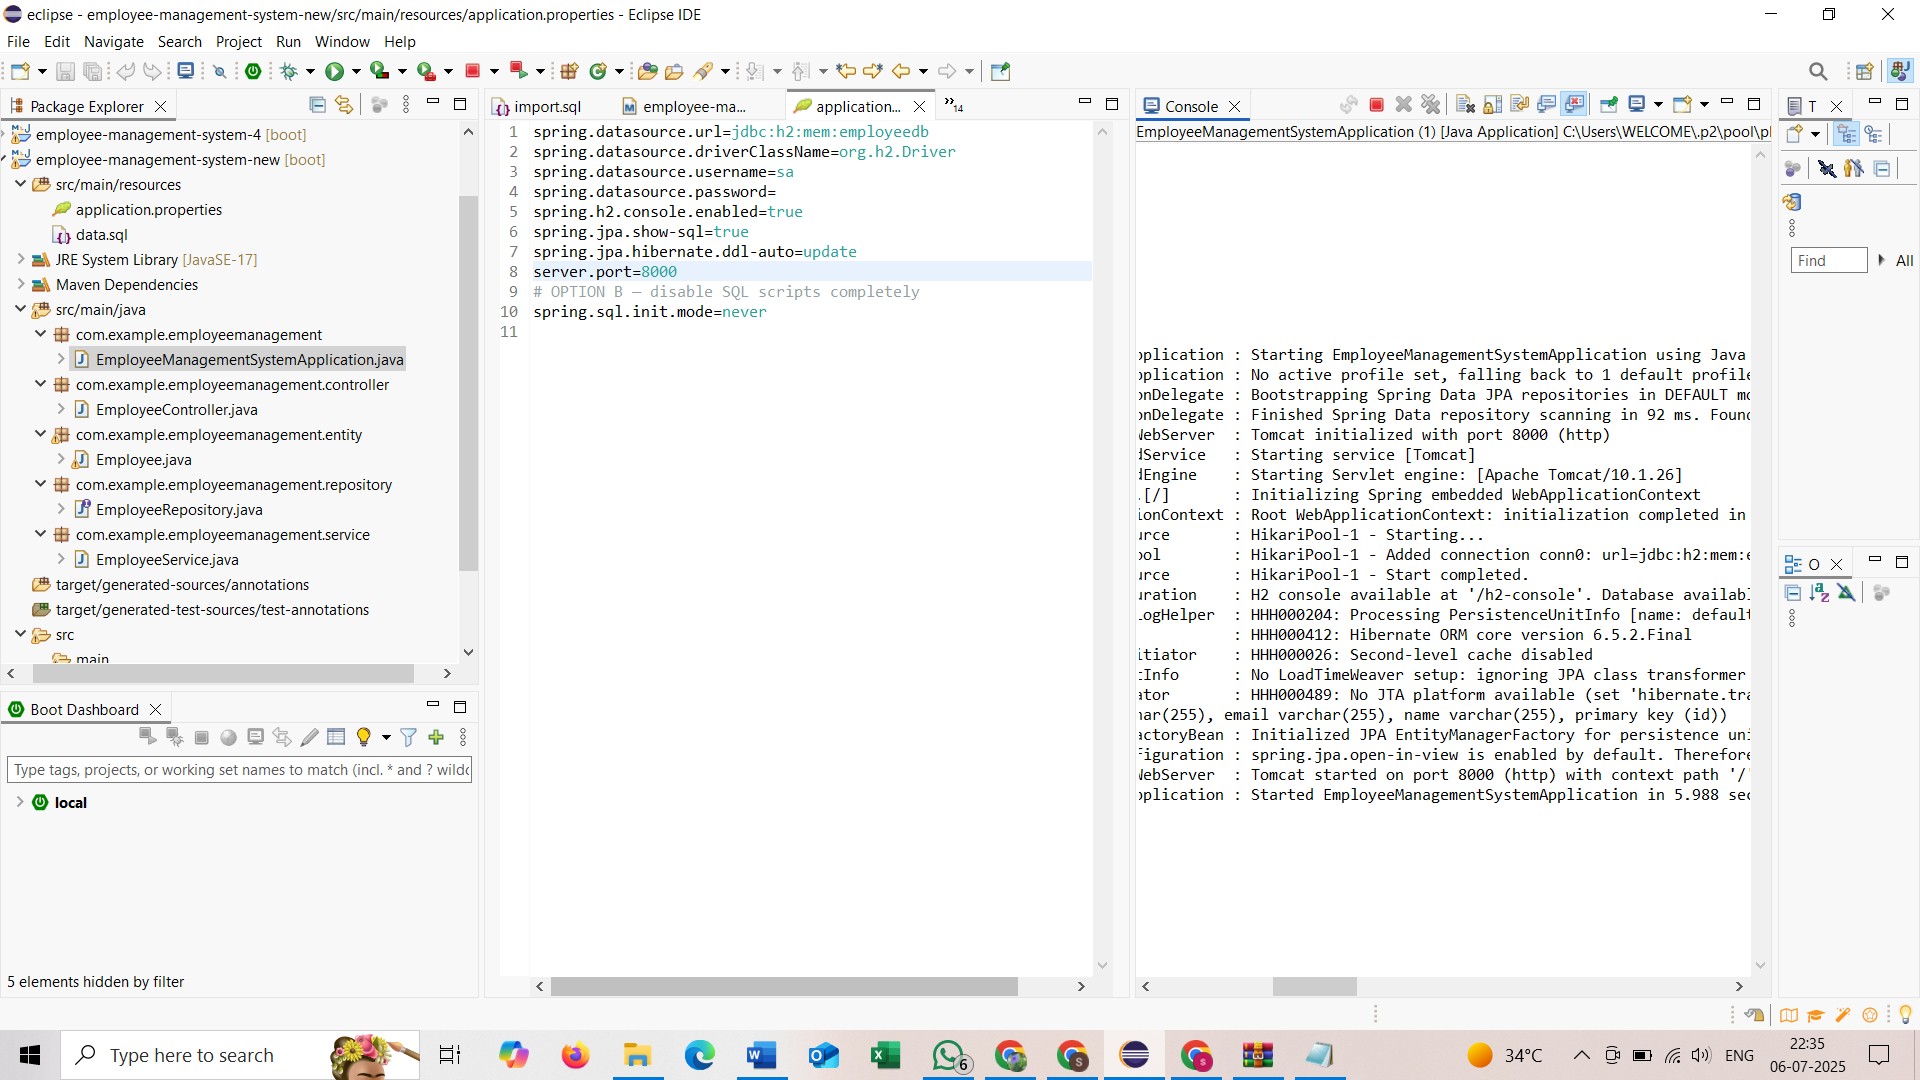 eclipse - employee-management-system-new/src/main/resources/application.properties - Eclipse IDE
File Edit Navigate Search Project Run Window Help
Package Explorer
employee-management-system-4 [boot]
employee-management-system-new [boot]
src/main/resources
application.properties
data.sql
JRE System Library [JavaSE-17]
Maven Dependencies
src/main/java
com.example.employeemanagement
EmployeeManagementSystemApplication.java
com.example.employeemanagement.controller
EmployeeController.java
com.example.employeemanagement.entity
Employee.java
com.example.employeemanagement.repository
EmployeeRepository.java
com.example.employeemanagement.service
EmployeeService.java
target/generated-sources/annotations
target/generated-test-sources/test-annotations
src
main
Boot Dashboard
Type tags, projects, or working set names to match (incl. * and ? wildc
local
5 elements hidden by filter
import.sql employee-ma... application... »14
1 spring.datasource.url=jdbc:h2:mem:employeedb
2 spring.datasource.driverClassName=org.h2.Driver
3 spring.datasource.username=sa
4 spring.datasource.password=
5 spring.h2.console.enabled=true
6 spring.jpa.show-sql=true
7 spring.jpa.hibernate.ddl-auto=update
8 server.port=8000
9 # OPTION B — disable SQL scripts completely
10 spring.sql.init.mode=never
11
Console
EmployeeManagementSystemApplication (1) [Java Application] C:\Users\WELCOME\.p2\pool\pl
pplication : Starting EmployeeManagementSystemApplication using Java
pplication : No active profile set, falling back to 1 default profile
onDelegate : Bootstrapping Spring Data JPA repositories in DEFAULT mo
onDelegate : Finished Spring Data repository scanning in 92 ms. Found
WebServer : Tomcat initialized with port 8000 (http)
dService : Starting service [Tomcat]
dEngine : Starting Servlet engine: [Apache Tomcat/10.1.26]
.[/] : Initializing Spring embedded WebApplicationContext
ionContext : Root WebApplicationContext: initialization completed in
urce : HikariPool-1 - Starting...
ool : HikariPool-1 - Added connection conn0: url=jdbc:h2:mem:e
urce : HikariPool-1 - Start completed.
uration : H2 console available at '/h2-console'. Database availabl
LogHelper : HHH000204: Processing PersistenceUnitInfo [name: default
: HHH000412: Hibernate ORM core version 6.5.2.Final
itiator : HHH000026: Second-level cache disabled
tInfo : No LoadTimeWeaver setup: ignoring JPA class transformer
ator : HHH000489: No JTA platform available (set 'hibernate.tra
har(255), email varchar(255), name varchar(255), primary key (id))
actoryBean : Initialized JPA EntityManagerFactory for persistence uni
figuration : spring.jpa.open-in-view is enabled by default. Therefore
WebServer : Tomcat started on port 8000 (http) with context path '/'
pplication : Started EmployeeManagementSystemApplication in 5.988 sec
T
Find All
O
Type here to search
6
34°C
ENG
22:35
06-07-2025